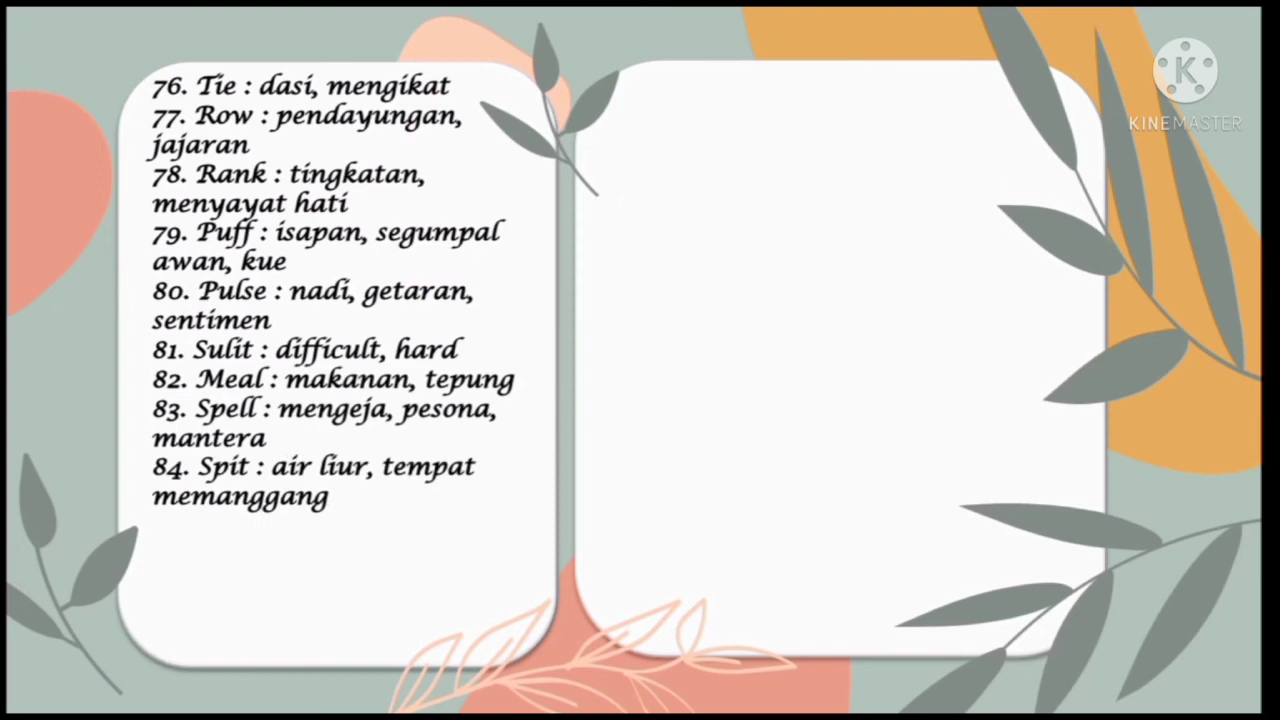 76. Tie : dasi, mengikat
77. Row : pendayungan,
jajaran
78. Rank : tingkatan,
menyayat hati
79. Puff : isapan, segumpal
awan, kue
80. Pulse : nadi, getaran,
sentimen
81. Sulit : difficult, hard
82. Meal : makanan, tepung
83. Spell : mengeja, pesona,
mantera
84. Spit : air liur, tempat
memanggang
K
KINEMASTER